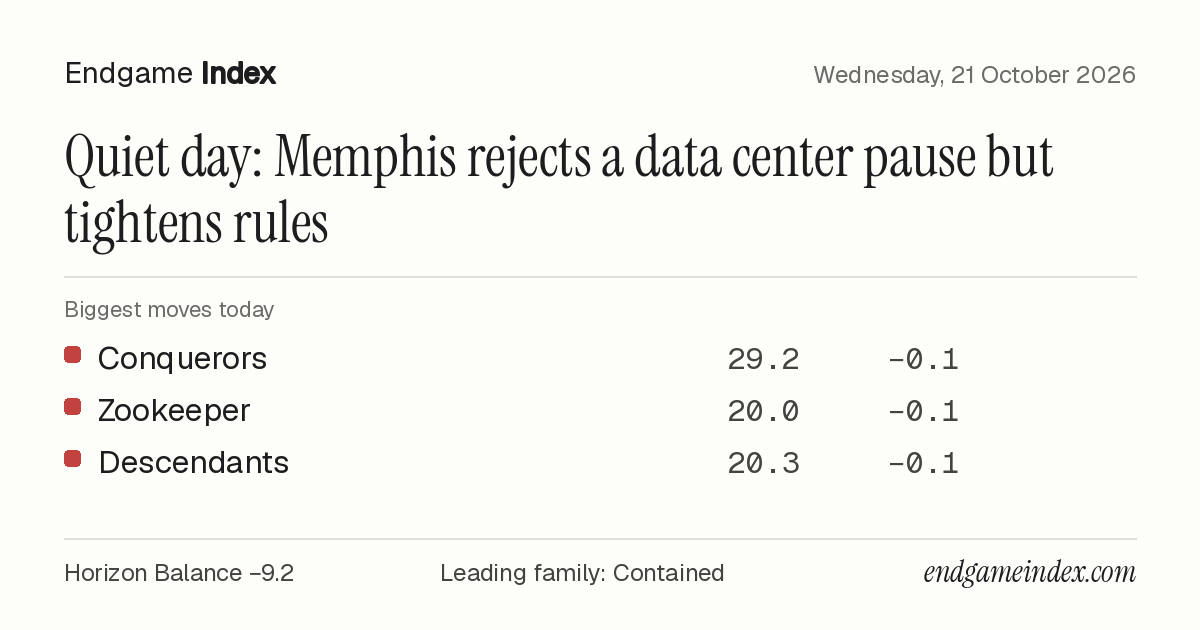 Endgame Index
Wednesday, 21 October 2026
Quiet day: Memphis rejects a data center pause but
tightens rules
Biggest moves today
Conquerors 29.2 −0.1
Zookeeper 20.0 −0.1
Descendants 20.3 −0.1
Horizon Balance −9.2
Leading family: Contained
endgameindex.com